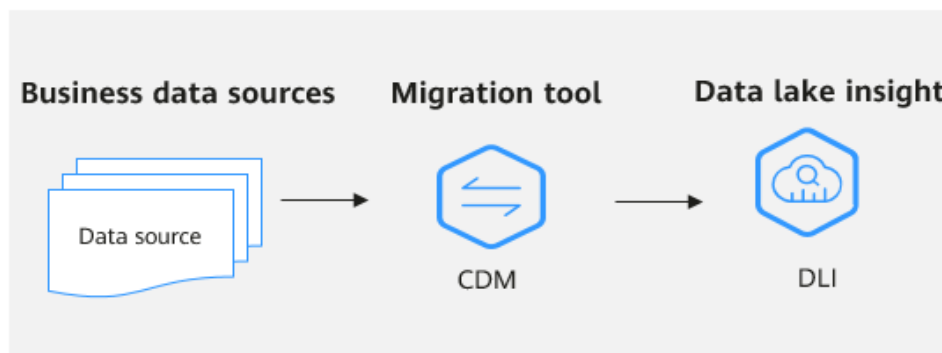 Business data sources
Migration tool
Data lake insight
Data source
CDM
DLI